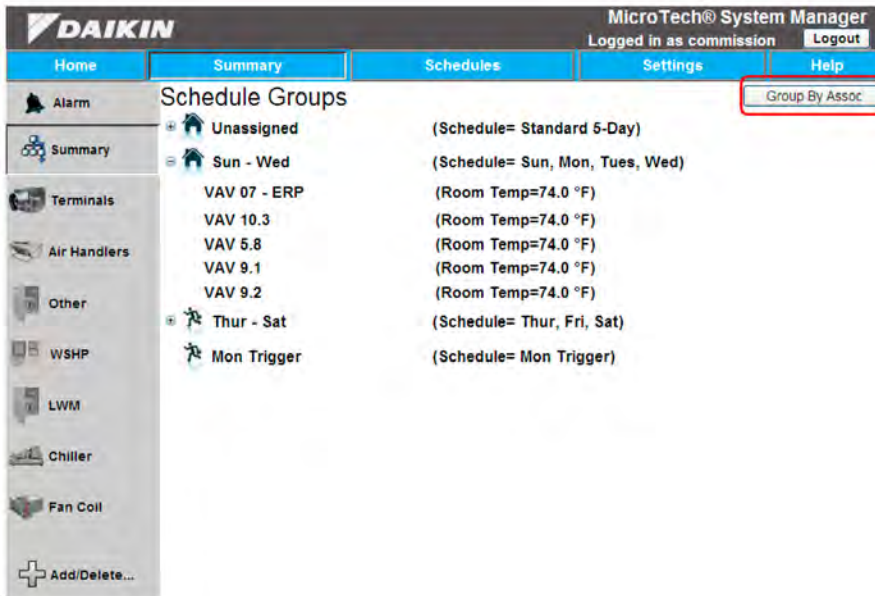 DAIKIN
MicroTech® System Manager
Logged in as commission Logout
Home Summary Schedules Settings Help
Alarm
Summary
Terminals
Air Handlers
Other
WSHP
LWM
Chiller
Fan Coil
Add/Delete...
Schedule Groups
Group By Assoc
Unassigned (Schedule= Standard 5-Day)
Sun - Wed (Schedule= Sun, Mon, Tues, Wed)
VAV 07 - ERP (Room Temp=74.0 °F)
VAV 10.3 (Room Temp=74.0 °F)
VAV 5.8 (Room Temp=74.0 °F)
VAV 9.1 (Room Temp=74.0 °F)
VAV 9.2 (Room Temp=74.0 °F)
Thur - Sat (Schedule= Thur, Fri, Sat)
Mon Trigger (Schedule= Mon Trigger)